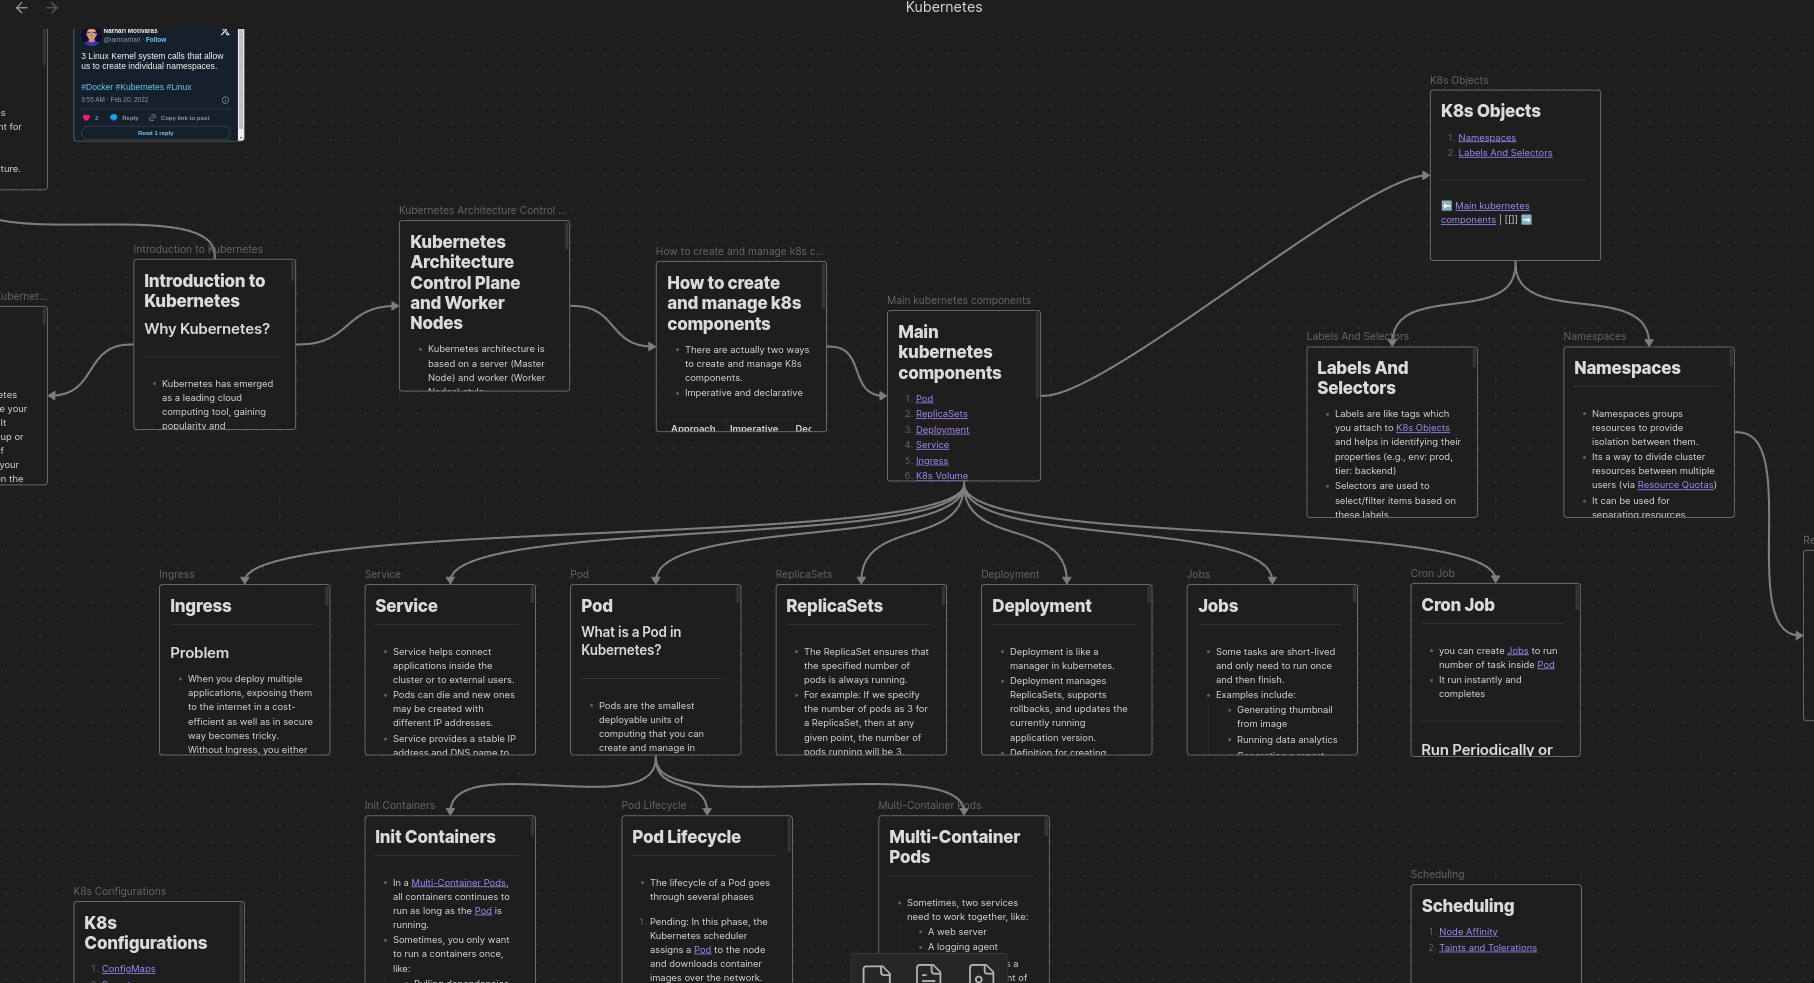 Kubernetes
Narhari Motivaras
@iamnarhari · Follow
3 Linux Kernel system calls that allow
us to create individual namespaces.
#Docker #Kubernetes #Linux
9:55 AM · Feb 20, 2022
2 Reply Copy link to post
Read 1 reply
nt for
ture.
Kubernet...
etes
e your
It
up or
f
your
n the
Introduction to Kubernetes
Introduction to
Kubernetes
Why Kubernetes?
• Kubernetes has emerged
as a leading cloud
computing tool, gaining
popularity and
Kubernetes Architecture Control ...
Kubernetes
Architecture
Control Plane
and Worker
Nodes
• Kubernetes architecture is
based on a server (Master
Node) and worker (Worker
How to create and manage k8s c...
How to create
and manage k8s
components
• There are actually two ways
to create and manage K8s
components.
• Imperative and declarative
Approach Imperative Dec
Main kubernetes components
Main
kubernetes
components
1. Pod
2. ReplicaSets
3. Deployment
4. Service
5. Ingress
6. K8s Volume
K8s Objects
K8s Objects
1. Namespaces
2. Labels And Selectors
⬅️ Main kubernetes
components | [[]] ➡️
Labels And Selectors
Labels And
Selectors
• Labels are like tags which
you attach to K8s Objects
and helps in identifying their
properties (e.g., env: prod,
tier: backend)
• Selectors are used to
select/filter items based on
these labels.
Namespaces
Namespaces
• Namespaces groups
resources to provide
isolation between them.
• Its a way to divide cluster
resources between multiple
users (via Resource Quotas)
• It can be used for
separating resources
Re
Ingress
Ingress
Problem
• When you deploy multiple
applications, exposing them
to the internet in a cost-
efficient as well as in secure
way becomes tricky.
Without Ingress, you either
Service
Service
• Service helps connect
applications inside the
cluster or to external users.
• Pods can die and new ones
may be created with
different IP addresses.
• Service provides a stable IP
address and DNS name to
Pod
Pod
What is a Pod in
Kubernetes?
• Pods are the smallest
deployable units of
computing that you can
create and manage in
ReplicaSets
ReplicaSets
• The ReplicaSet ensures that
the specified number of
pods is always running.
• For example: If we specify
the number of pods as 3 for
a ReplicaSet, then at any
given point, the number of
pods running will be 3.
Deployment
Deployment
• Deployment is like a
manager in kubernetes.
• Deployment manages
ReplicaSets, supports
rollbacks, and updates the
currently running
application version.
• Definition for creating
Jobs
Jobs
• Some tasks are short-lived
and only need to run once
and then finish.
• Examples include:
• Generating thumbnail
from image
• Running data analytics
• Generating a report
Cron Job
Cron Job
• you can create Jobs to run
number of task inside Pod
• It run instantly and
completes
Run Periodically or
Init Containers
Init Containers
• In a Multi-Container Pods,
all containers continues to
run as long as the Pod is
running.
• Sometimes, you only want
to run a containers once,
like:
• Pulling dependencies
Pod Lifecycle
Pod Lifecycle
• The lifecycle of a Pod goes
through several phases
1. Pending: In this phase, the
Kubernetes scheduler
assigns a Pod to the node
and downloads container
images over the network.
Multi-Container Pods
Multi-Container
Pods
• Sometimes, two services
need to work together, like:
• A web server
• A logging agent
s a
nt of
K8s Configurations
K8s
Configurations
1. ConfigMaps
Scheduling
Scheduling
1. Node Affinity
2. Taints and Tolerations